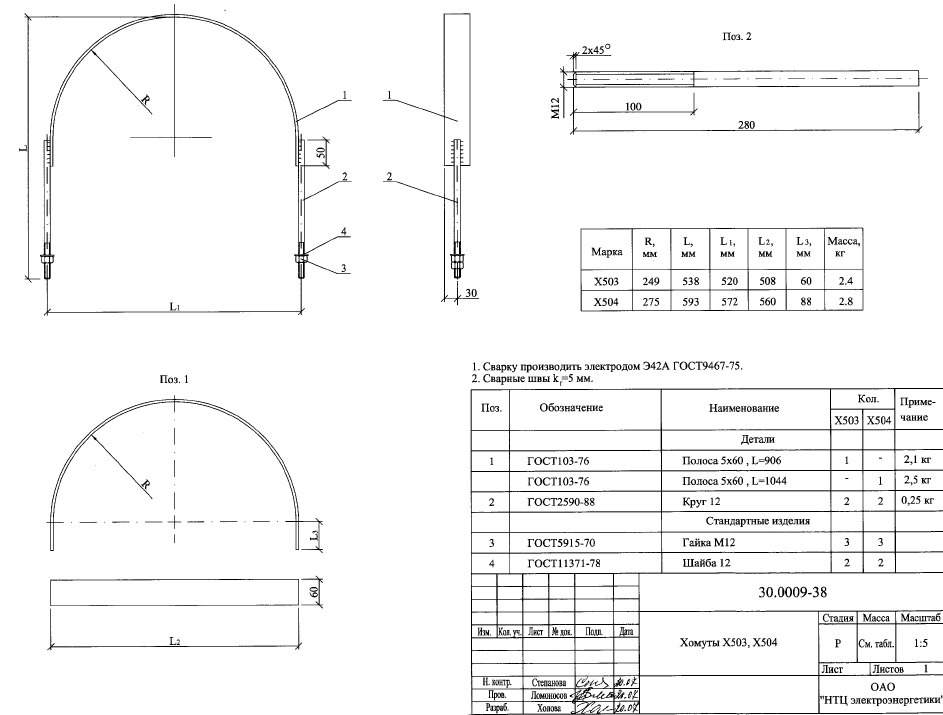 Поз. 2
2x45°
M12
100
280
R
1
1
L
50
2
2
4
3
L1
30
Марка R, мм L, мм L1, мм L2, мм L3, мм Масса, кг
X503 249 538 520 508 60 2.4
X504 275 593 572 560 88 2.8
Поз. 1
R
L3
60
L2
1. Сварку производить электродом Э42А ГОСТ9467-75.
2. Сварные швы kf=5 мм.
Поз. Обозначение Наименование Кол. Приме-
X503 X504 чание
Детали
1 ГОСТ103-76 Полоса 5х60 , L=906 1 - 2,1 кг
ГОСТ103-76 Полоса 5х60 , L=1044 - 1 2,5 кг
2 ГОСТ2590-88 Круг 12 2 2 0,25 кг
Стандартные изделия
3 ГОСТ5915-70 Гайка М12 3 3
4 ГОСТ11371-78 Шайба 12 2 2
30.0009-38
Изм. Кол. уч. Лист № док. Подп. Дата
Хомуты Х503, Х504
Стадия Масса Масштаб
Р См. табл. 1:5
Лист Листов 1
Н. контр. Степанова 20.07
Пров. Ломоносов 20.07
Разраб. Холова 20.07
ОАО
"НТЦ электроэнергетики"